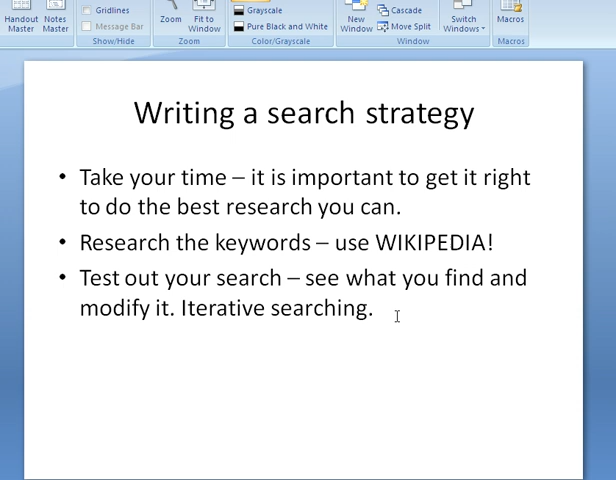 Handout Master
Notes Master
Gridlines
Message Bar
Show/Hide
Zoom
Fit to Window
Zoom
Grayscale
Pure Black and White
Color/Grayscale
New Window
Cascade
Move Split
Window
Switch Windows
Macros
Macros
Writing a search strategy
• Take your time – it is important to get it right
to do the best research you can.
• Research the keywords – use WIKIPEDIA!
• Test out your search – see what you find and
modify it. Iterative searching.